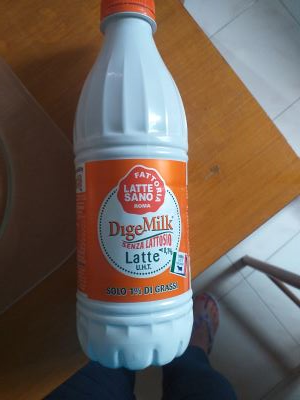 FATTORIA
LATTE
SANO
ROMA
DigeMilk
SENZA LATTOSIO
Latte
U.H.T.
SOLO 1% DI GRASSI